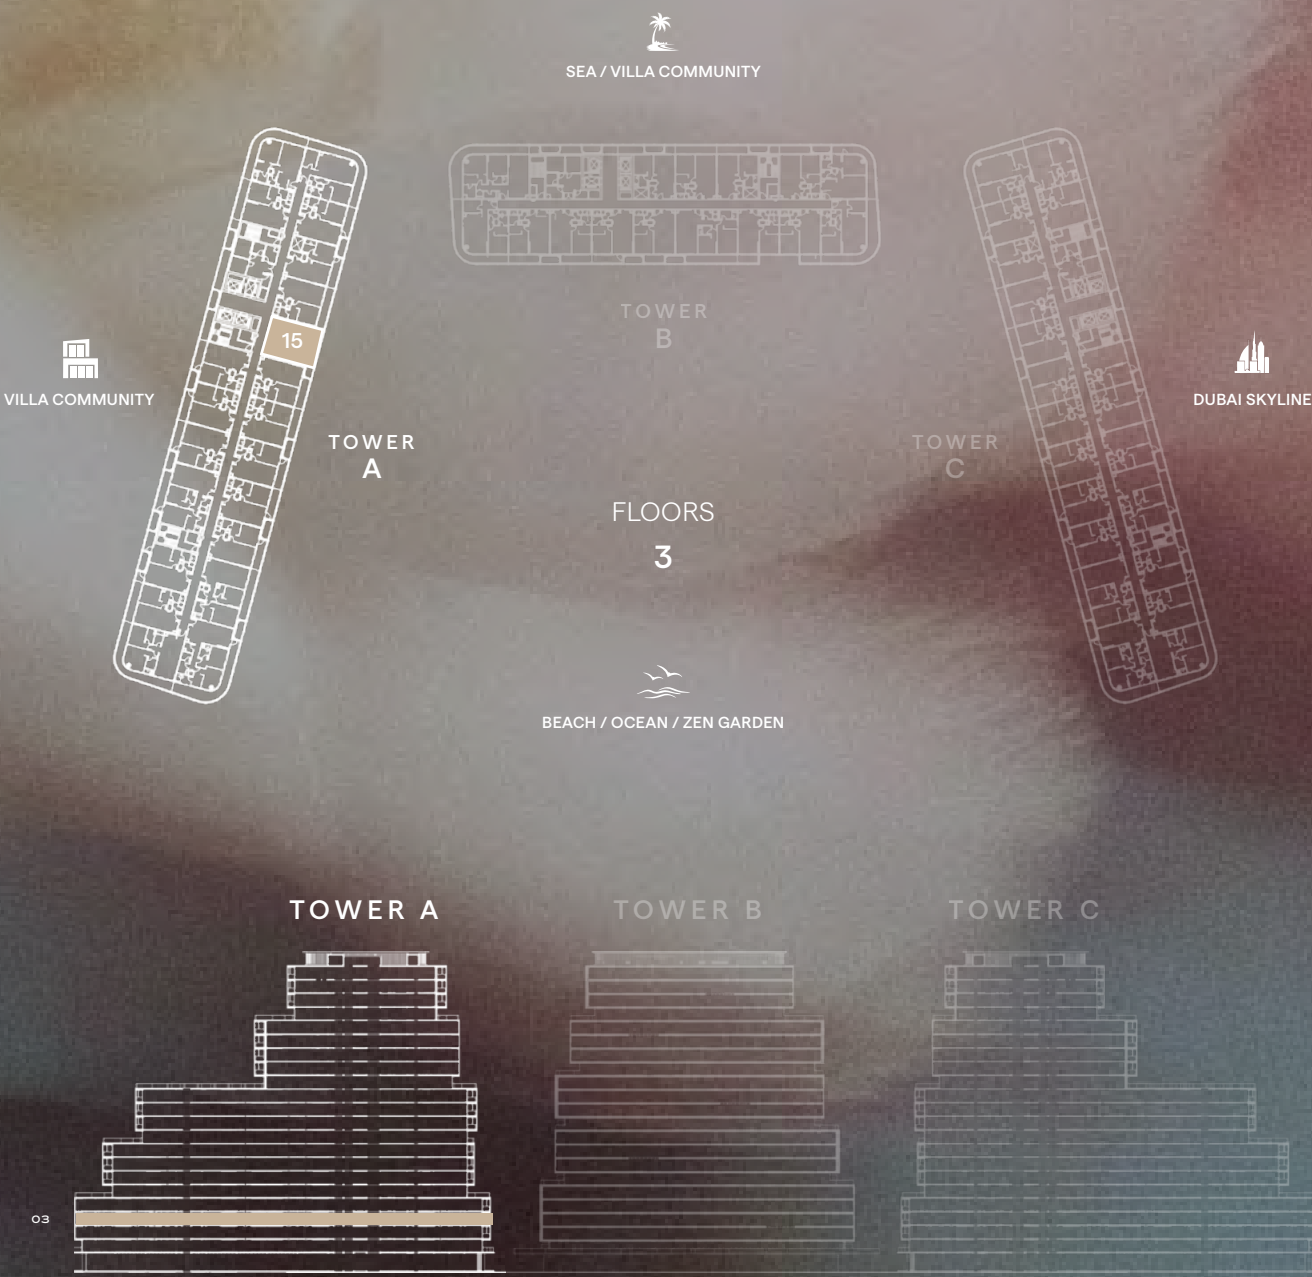 SEA / VILLA COMMUNITY
TOWER
B
15
VILLA COMMUNITY
DUBAI SKYLINE
TOWER
A
TOWER
C
FLOORS
3
BEACH / OCEAN / ZEN GARDEN
TOWER A
TOWER B
TOWER C
03